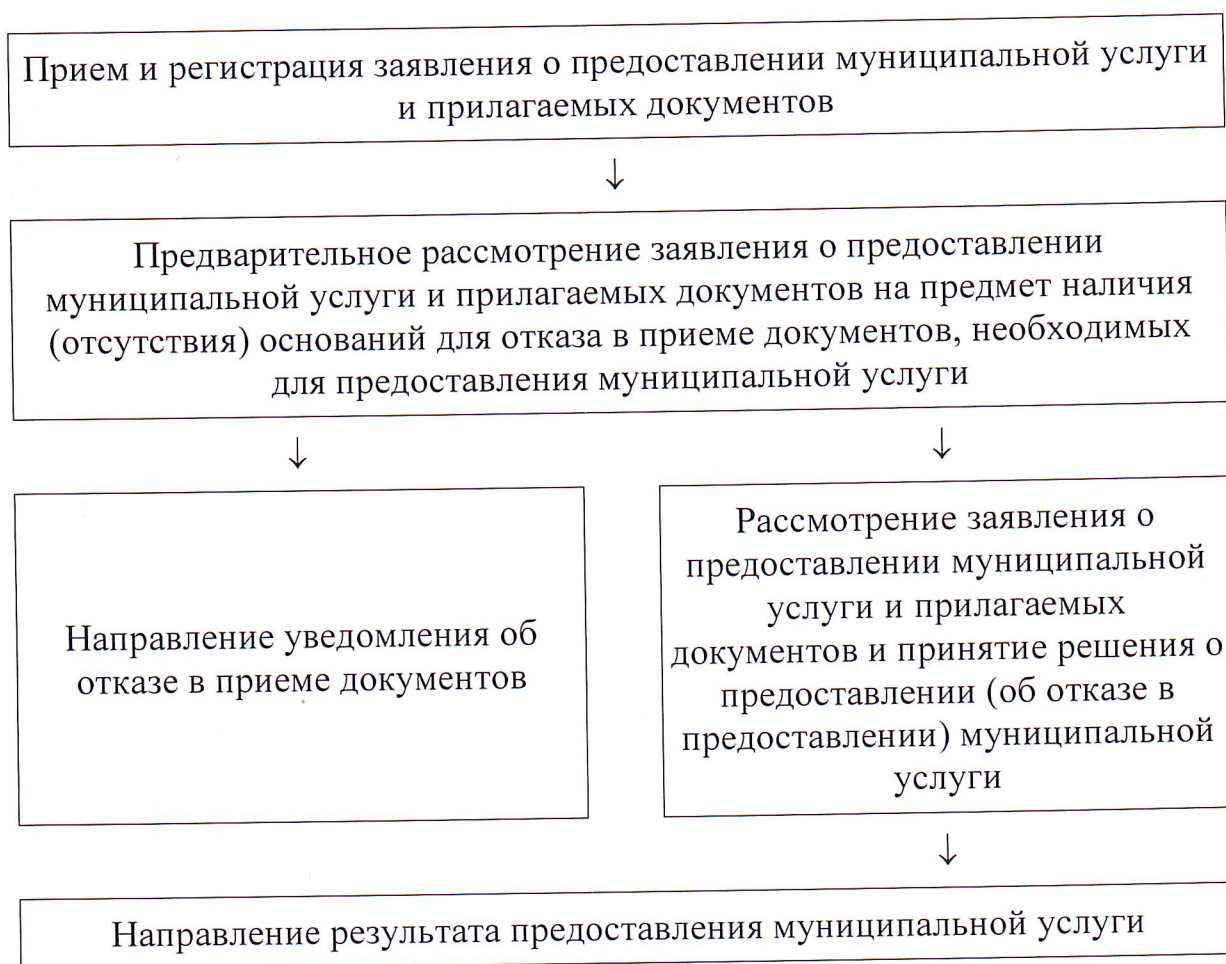 Прием и регистрация заявления о предоставлении муниципальной услуги
и прилагаемых документов
↓
Предварительное рассмотрение заявления о предоставлении
муниципальной услуги и прилагаемых документов на предмет наличия
(отсутствия) оснований для отказа в приеме документов, необходимых
для предоставления муниципальной услуги
↓ ↓
Направление уведомления об
отказе в приеме документов
Рассмотрение заявления о
предоставлении муниципальной
услуги и прилагаемых
документов и принятие решения о
предоставлении (об отказе в
предоставлении) муниципальной
услуги
↓
Направление результата предоставления муниципальной услуги